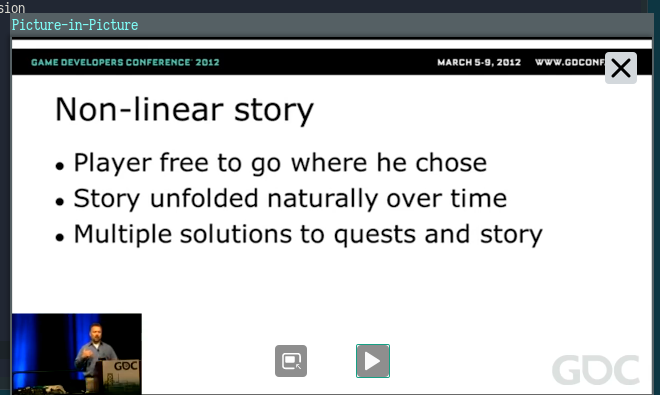 sion
Picture-in-Picture
GAME DEVELOPERS CONFERENCE® 2012 MARCH 5-9, 2012 WWW.GDCONF
Non-linear story
• Player free to go where he chose
• Story unfolded naturally over time
• Multiple solutions to quests and story
GDC
GDC